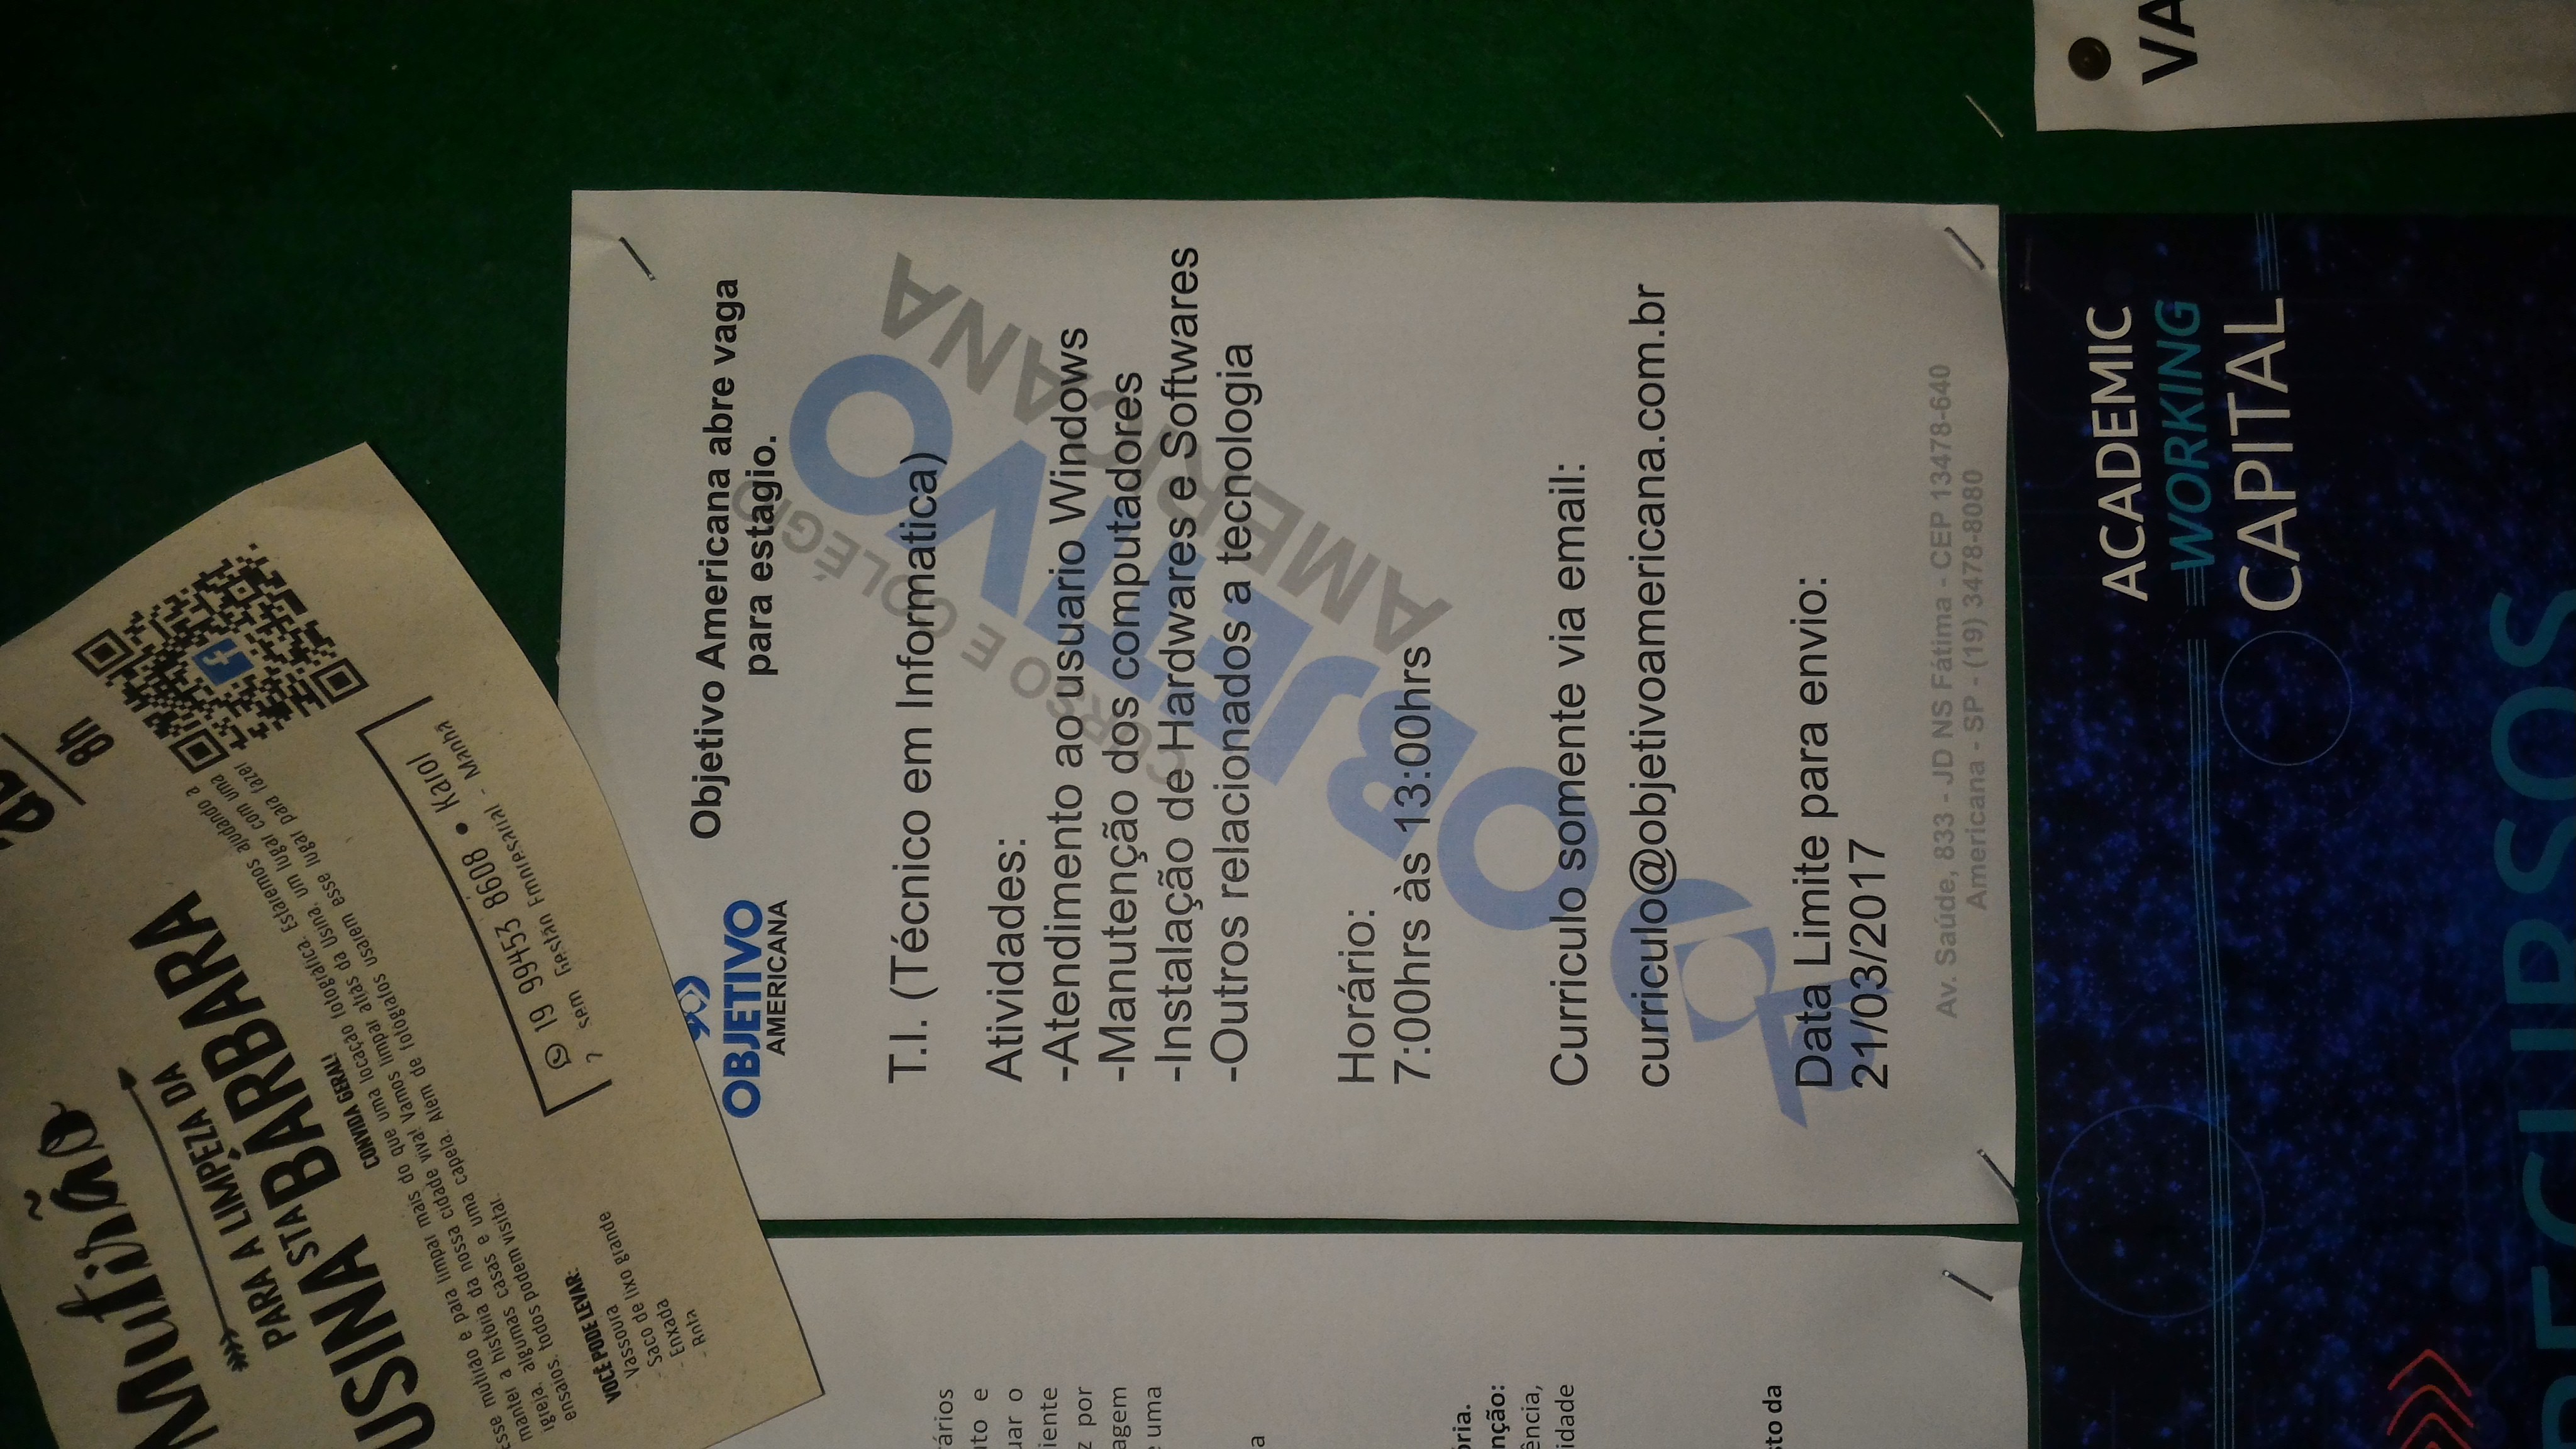 Mutirão
8h
PARA A LIMPEZA DA
USINA STA BÁRBARA
CONVIDA GERAL!
Esse mutirão é para limpar mais do que uma locação fotográfica. Estaremos ajudando a
manter a história da nossa cidade viva! Vamos limpar atrás da Usina, um lugar com uma
igreja, algumas casas e uma capela. Além de fotógrafos usarem esse lugar para fazer
ensaios, todos podem visitar.
VOCÊ PODE LEVAR:
- Vassoura
- Saco de lixo grande
- Enxada
- Bota
19 99453 8608 • Karol
sem Gestão Empresarial - Manhã
OBJETIVO
AMERICANA
Objetivo Americana abre vaga
para estagio.
T.I. (Técnico em Informatica)
Atividades:
-Atendimento ao usuario Windows
-Manutenção dos computadores
-Instalação de Hardwares e Softwares
-Outros relacionados a tecnologia
Horário:
7:00hrs às 13:00hrs
Curriculo somente via email:
curriculo@objetivoamericana.com.br
Data Limite para envio:
21/03/2017
Av. Saúde, 833 - JD NS Fátima - CEP 13478-640
Americana - SP - (19) 3478-8080
CURSO E COLÉGIO
OBJETIVO
AMERICANA
ários
uto e
uar o
iente
z por
agem
e uma
a
ória.
nção:
ência,
idade
sto da
ACADEMIC
WORKING
CAPITAL
RECURSOS
VA